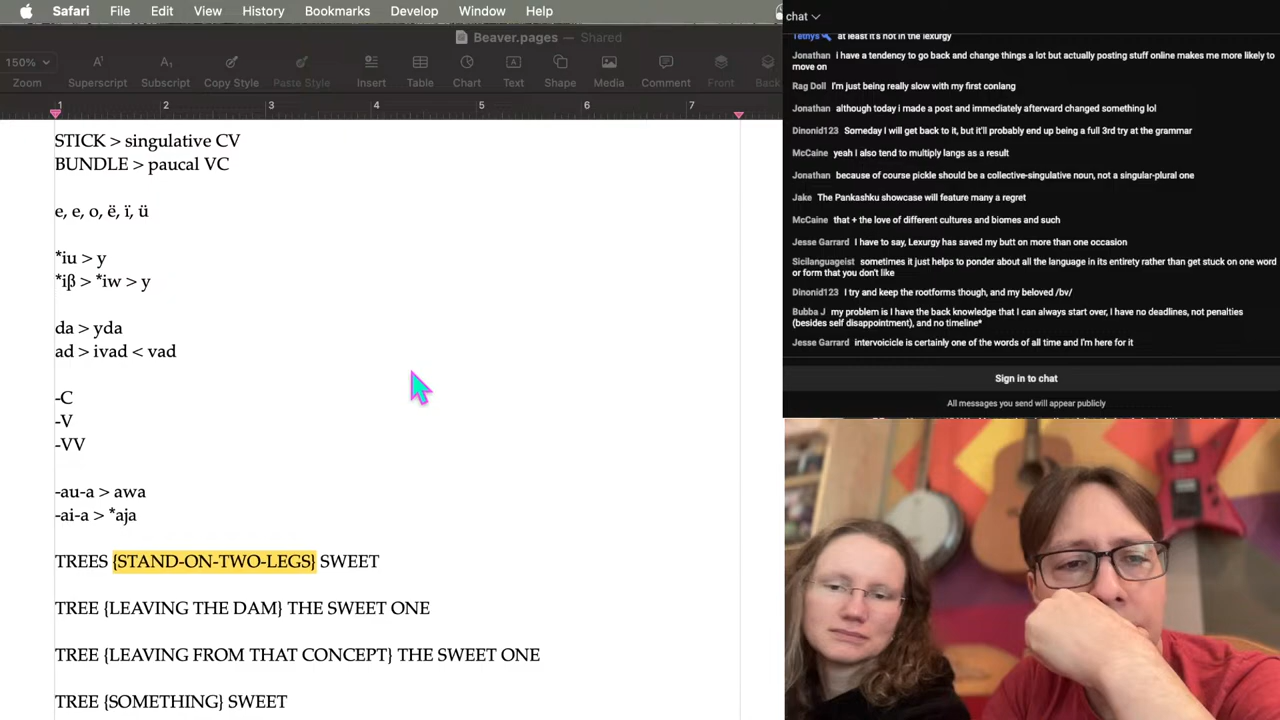 Safari File Edit View History Bookmarks Develop Window Help
Beaver.pages — Shared
150%
Zoom Superscript Subscript Copy Style Paste Style Insert Table Chart Text Shape Media Comment Front Back
1 2 3 4 5 6 7
STICK > singulative CV
BUNDLE > paucal VC
e, e, o, ë, ï, ü
*iu > y
*iβ > *iw > y
da > yda
ad > ivad < vad
-C
-V
-VV
-au-a > awa
-ai-a > *aja
TREES {STAND-ON-TWO-LEGS} SWEET
TREE {LEAVING THE DAM} THE SWEET ONE
TREE {LEAVING FROM THAT CONCEPT} THE SWEET ONE
TREE {SOMETHING} SWEET
chat
Tethys at least it's not in the lexurgy
Jonathan i have a tendency to go back and change things a lot but actually posting stuff online makes me more likely to
move on
Rag Doll I'm just being really slow with my first conlang
Jonathan although today i made a post and immediately afterward changed something lol
Dinonid123 Someday I will get back to it, but it'll probably end up being a full 3rd try at the grammar
McCaine yeah I also tend to multiply langs as a result
Jonathan because of course pickle should be a collective-singulative noun, not a singular-plural one
Jake The Pankashku showcase will feature many a regret
McCaine that + the love of different cultures and biomes and such
Jesse Garrard I have to say, Lexurgy has saved my butt on more than one occasion
Sicilanguageist sometimes it just helps to ponder about all the language in its entirety rather than get stuck on one word
or form that you don't like
Dinonid123 I try and keep the rootforms though, and my beloved /bv/
Bubba J my problem is I have the back knowledge that I can always start over, I have no deadlines, not penalties
(besides self disappointment), and no timeline*
Jesse Garrard intervoicicle is certainly one of the words of all time and I'm here for it
Sign in to chat
All messages you send will appear publicly